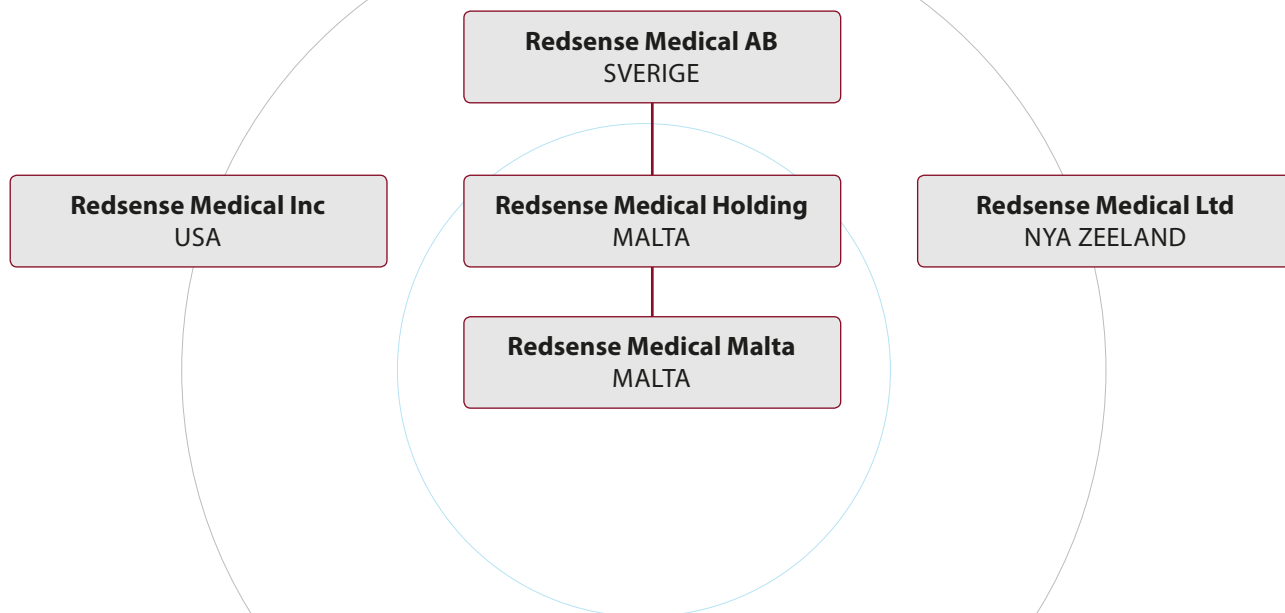 Redsense Medical AB
SVERIGE
Redsense Medical Inc
USA
Redsense Medical Holding
MALTA
Redsense Medical Ltd
NYA ZEELAND
Redsense Medical Malta
MALTA